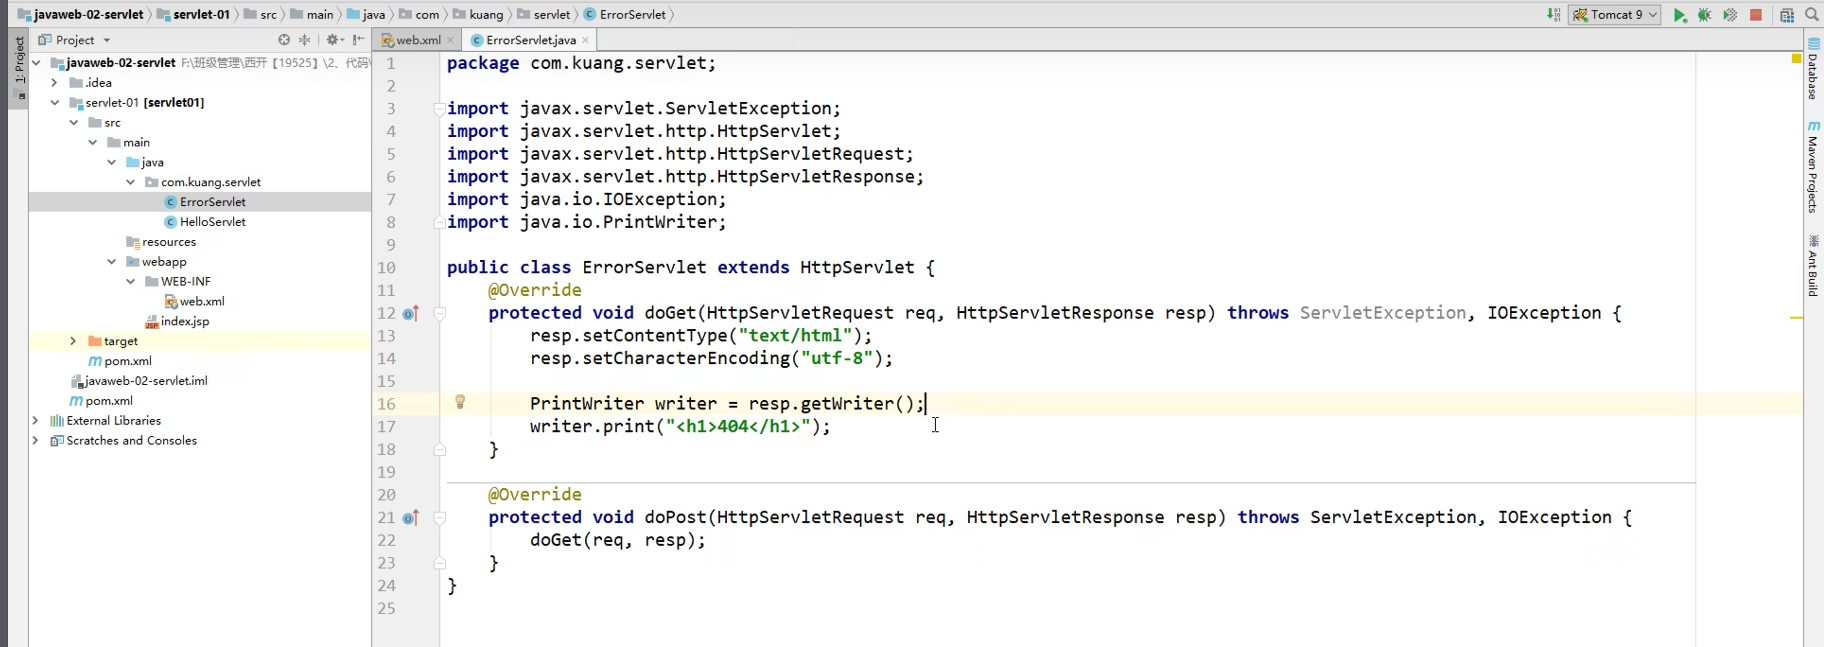 javaweb-02-servlet servlet-01 src main java com kuang servlet ErrorServlet
Tomcat 9
1: Project
Project
web.xml
ErrorServlet.java
javaweb-02-servlet F:\班级管理\西开【19525】\2、代码\
.idea
servlet-01 [servlet01]
src
main
java
com.kuang.servlet
ErrorServlet
HelloServlet
resources
webapp
WEB-INF
web.xml
JSP index.jsp
target
m pom.xml
javaweb-02-servlet.iml
m pom.xml
External Libraries
Scratches and Consoles
1 package com.kuang.servlet;
2
3 import javax.servlet.ServletException;
4 import javax.servlet.http.HttpServlet;
5 import javax.servlet.http.HttpServletRequest;
6 import javax.servlet.http.HttpServletResponse;
7 import java.io.IOException;
8 import java.io.PrintWriter;
9
10 public class ErrorServlet extends HttpServlet {
11 @Override
12 protected void doGet(HttpServletRequest req, HttpServletResponse resp) throws ServletException, IOException {
13 resp.setContentType("text/html");
14 resp.setCharacterEncoding("utf-8");
15
16 PrintWriter writer = resp.getWriter();
17 writer.print("<h1>404</h1>");
18 }
19
20 @Override
21 protected void doPost(HttpServletRequest req, HttpServletResponse resp) throws ServletException, IOException {
22 doGet(req, resp);
23 }
24 }
25
Database
m Maven Projects
Ant Build